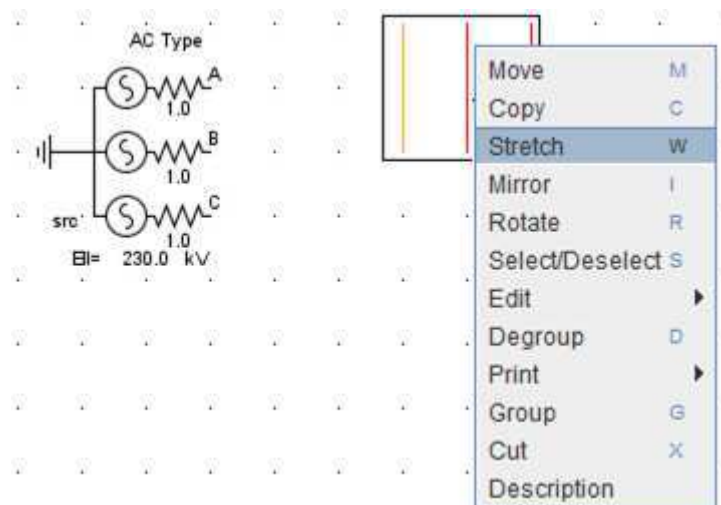 AC Type
A
1.0
B
1.0
C
src
1.0
El= 230.0 kV
Move M
Copy C
Stretch W
Mirror I
Rotate R
Select/Deselect S
Edit
Degroup D
Print
Group G
Cut X
Description